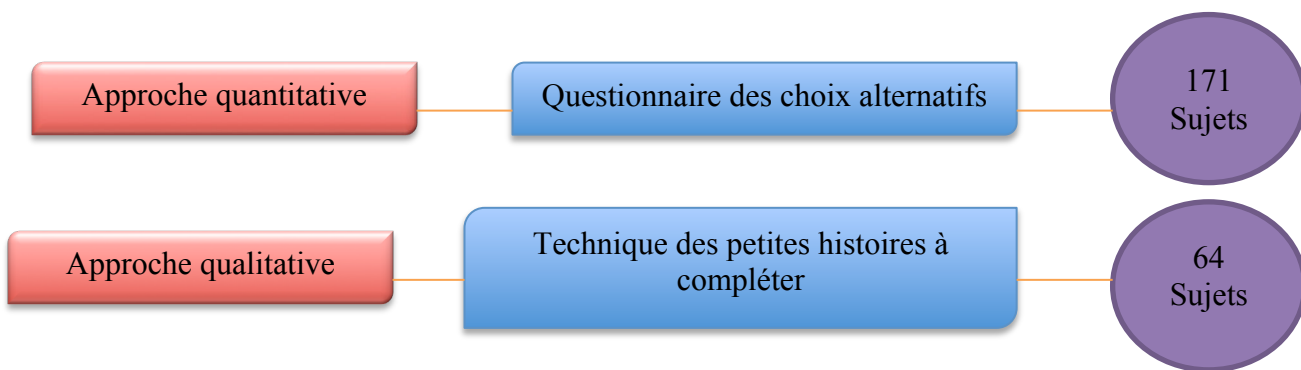 Approche quantitative
Questionnaire des choix alternatifs
171
Sujets
Approche qualitative
Technique des petites histoires à
compléter
64
Sujets